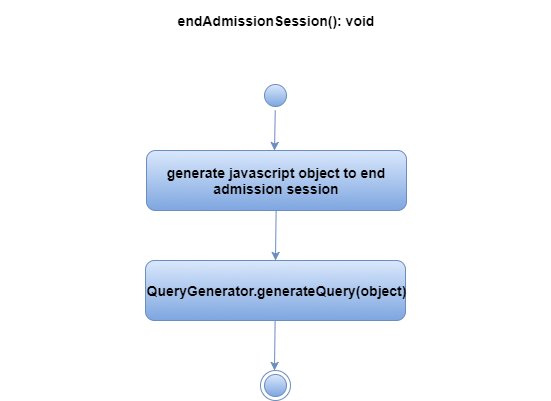 endAdmissionSession(): void
generate javascript object to end
admission session
QueryGenerator.generateQuery(object)